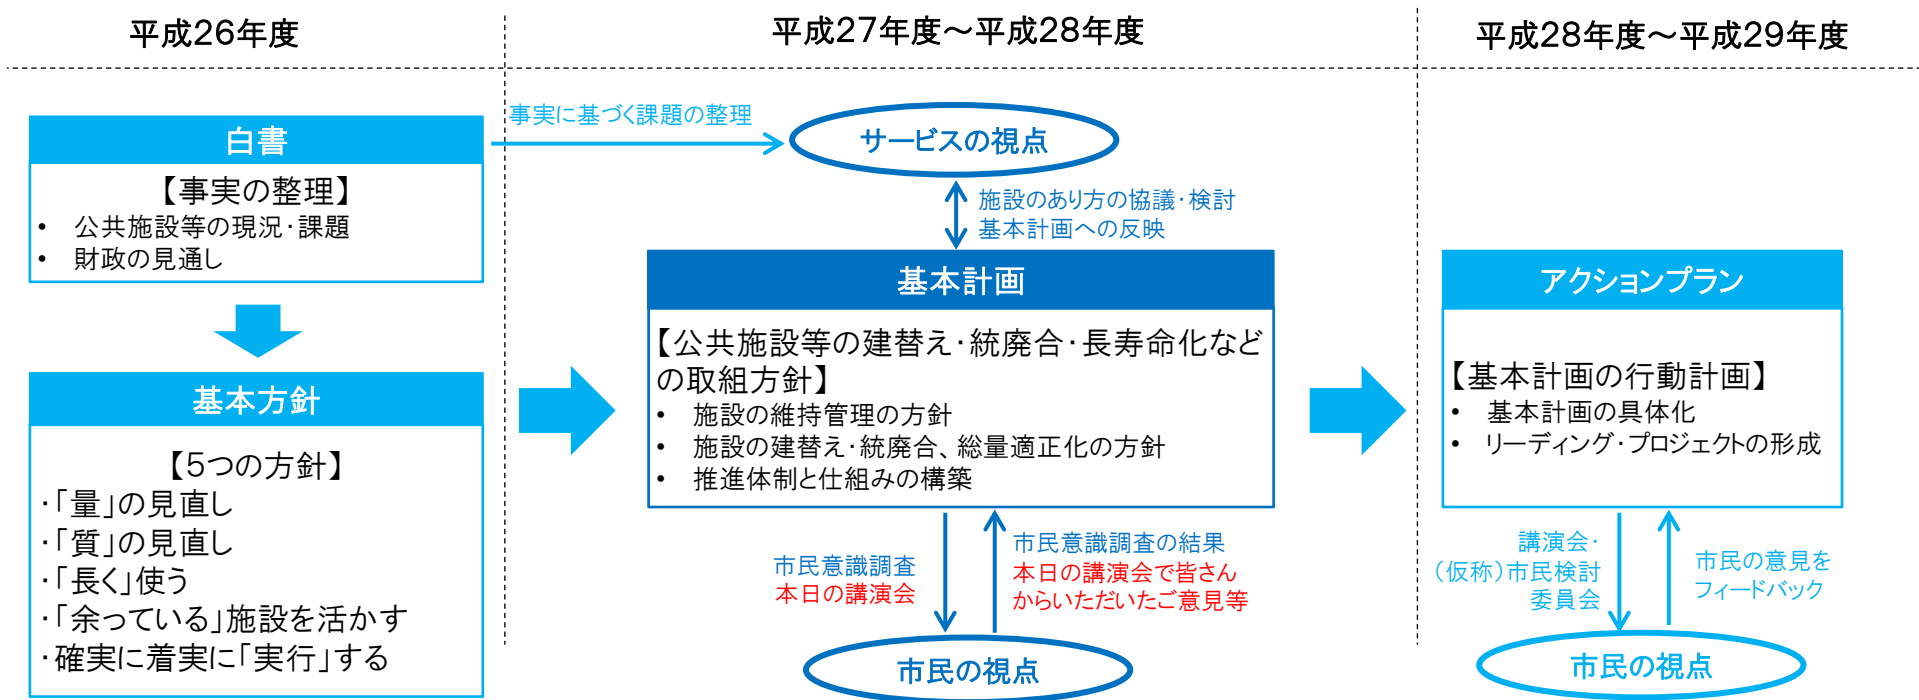 平成26年度
平成27年度～平成28年度
平成28年度～平成29年度
白書
【事実の整理】
• 公共施設等の現況・課題
• 財政の見通し
基本方針
【5つの方針】
・「量」の見直し
・「質」の見直し
・「長く」使う
・「余っている」施設を活かす
・確実に着実に「実行」する
事実に基づく課題の整理
サービスの視点
施設のあり方の協議・検討
基本計画への反映
基本計画
【公共施設等の建替え・統廃合・長寿命化など
の取組方針】
• 施設の維持管理の方針
• 施設の建替え・統廃合、総量適正化の方針
• 推進体制と仕組みの構築
市民意識調査
本日の講演会
市民意識調査の結果
本日の講演会で皆さん
からいただいたご意見等
市民の視点
アクションプラン
【基本計画の行動計画】
• 基本計画の具体化
• リーディング・プロジェクトの形成
講演会・
（仮称）市民検討
委員会
市民の意見を
フィードバック
市民の視点